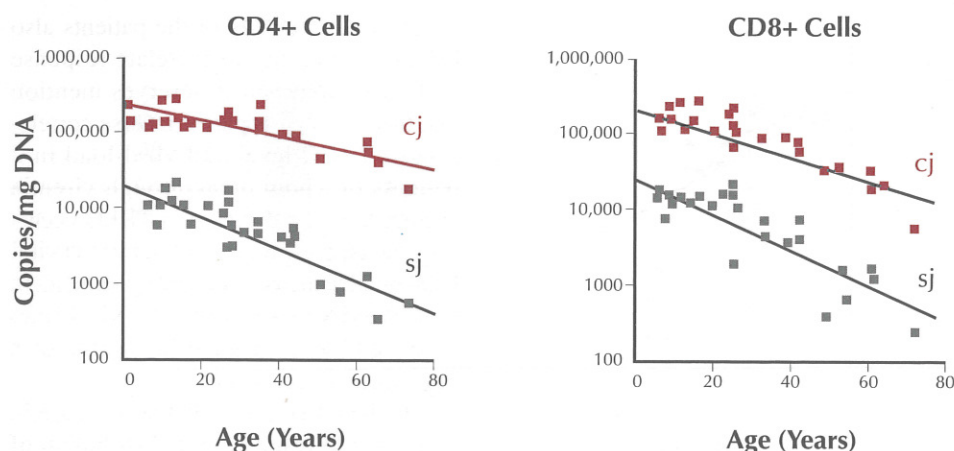 CD4+ Cells
1,000,000
100,000
10,000
1000
100
0 20 40 60 80
cj
sj
Copies/mg DNA
Age (Years)
CD8+ Cells
1,000,000
100,000
10,000
1000
100
0 20 40 60 80
cj
sj
Age (Years)